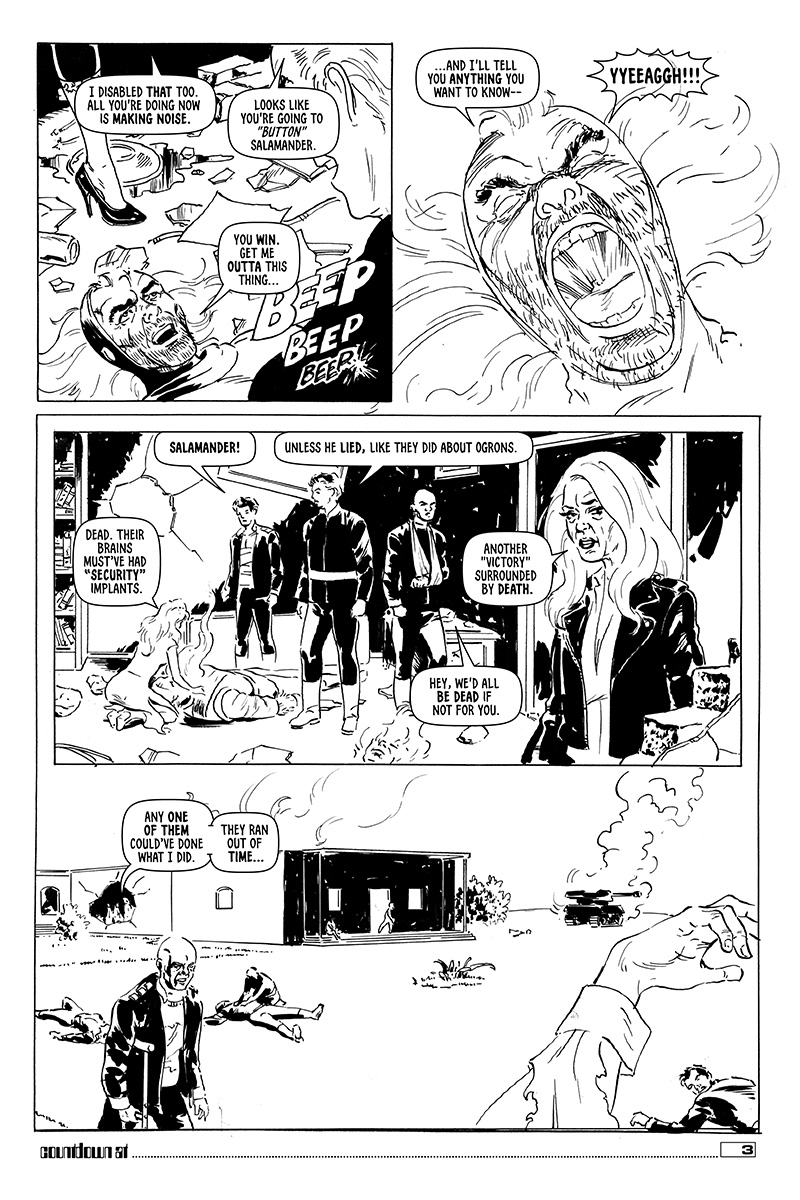 I DISABLED THAT TOO.
ALL YOU'RE DOING NOW
IS MAKING NOISE.
LOOKS LIKE
YOU'RE GOING TO
"BUTTON"
SALAMANDER.
YOU WIN.
GET ME
OUTTA THIS
THING...
BEEP
BEEP
BEEP
...AND I'LL TELL
YOU ANYTHING YOU
WANT TO KNOW--
YYEEAAGGH!!!
SALAMANDER!
UNLESS HE LIED, LIKE THEY DID ABOUT OGRONS.
DEAD. THEIR
BRAINS
MUST'VE HAD
"SECURITY"
IMPLANTS.
ANOTHER
"VICTORY"
SURROUNDED
BY DEATH.
HEY, WE'D ALL
BE DEAD IF
NOT FOR YOU.
ANY ONE
OF THEM
COULD'VE DONE
WHAT I DID.
THEY RAN
OUT OF
TIME...
countdown at
3